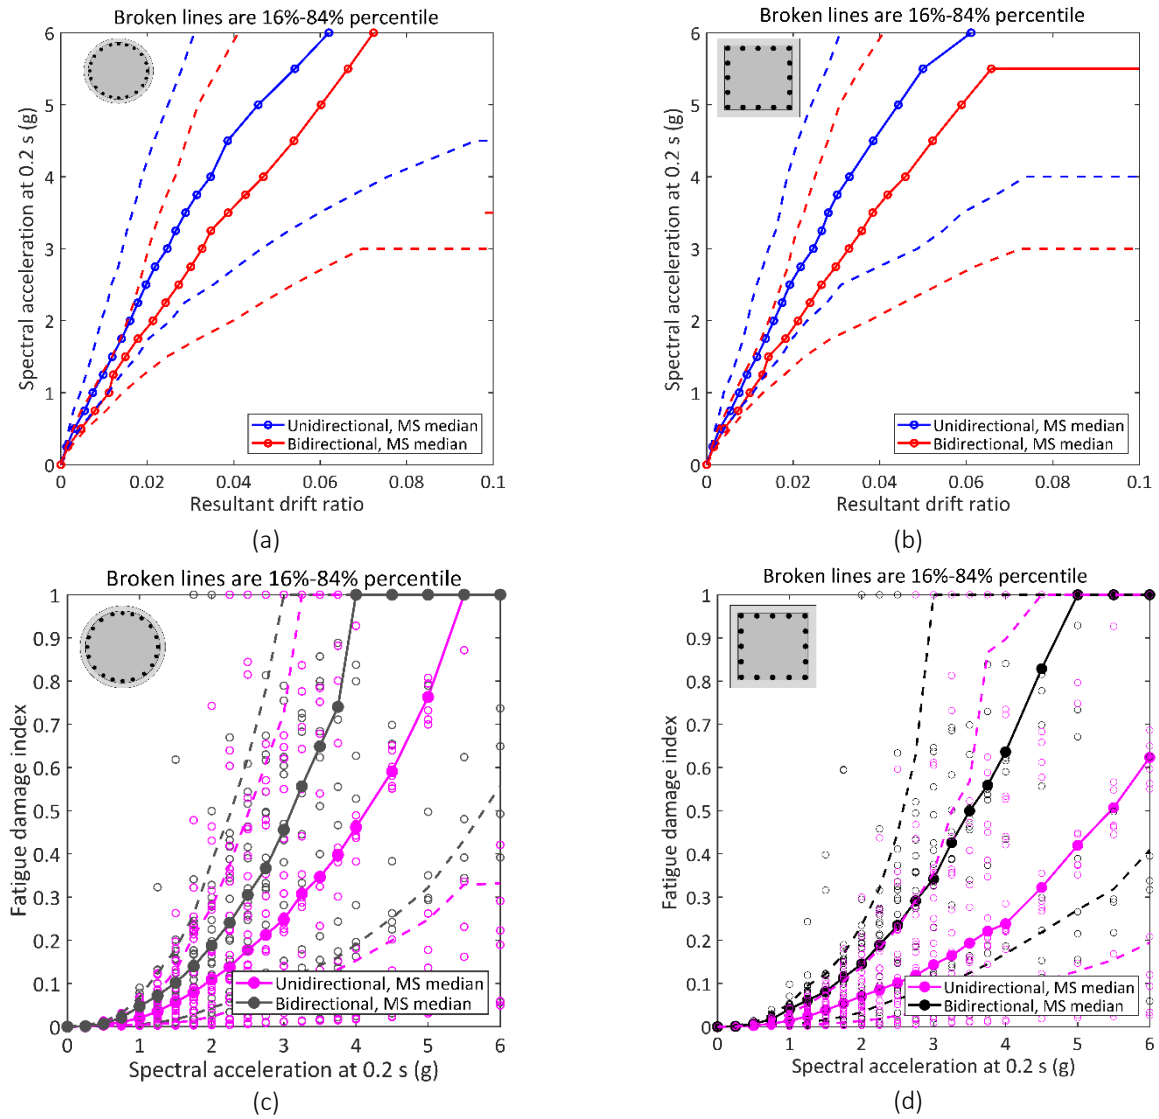 Broken lines are 16%-84% percentile
6
5
4
3
2
1
0
Spectral acceleration at 0.2 s (g)
Unidirectional, MS median
Bidirectional, MS median
0 0.02 0.04 0.06 0.08 0.1
Resultant drift ratio
(a)
Broken lines are 16%-84% percentile
6
5
4
3
2
1
0
Spectral acceleration at 0.2 s (g)
Unidirectional, MS median
Bidirectional, MS median
0 0.02 0.04 0.06 0.08 0.1
Resultant drift ratio
(b)
Broken lines are 16%-84% percentile
1
0.9
0.8
0.7
0.6
0.5
0.4
0.3
0.2
0.1
0
Fatigue damage index
Unidirectional, MS median
Bidirectional, MS median
0 1 2 3 4 5 6
Spectral acceleration at 0.2 s (g)
(c)
Broken lines are 16%-84% percentile
1
0.9
0.8
0.7
0.6
0.5
0.4
0.3
0.2
0.1
0
Fatigue damage index
Unidirectional, MS median
Bidirectional, MS median
0 1 2 3 4 5 6
Spectral acceleration at 0.2 s (g)
(d)